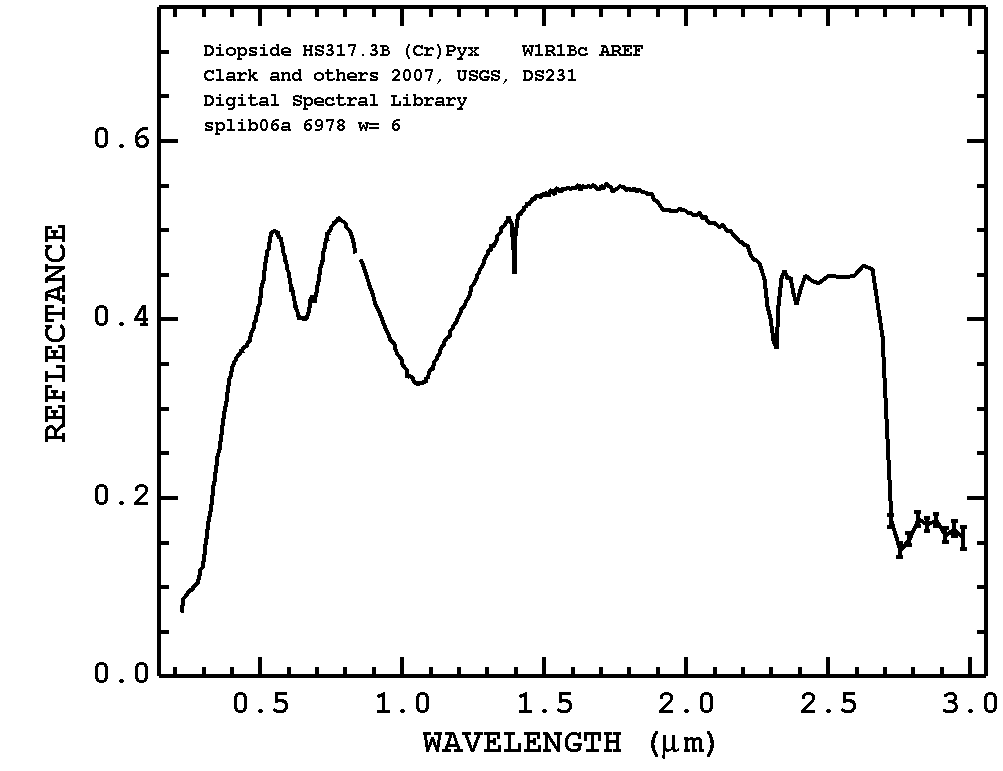 Diopside HS317.3B (Cr)Pyx    W1R1Bc AREF
Clark and others 2007, USGS, DS231
Digital Spectral Library
splib06a 6978 w= 6
0.6
0.4
0.2
0.0
REFLECTANCE
0.5 1.0 1.5 2.0 2.5 3.0
WAVELENGTH (μm)